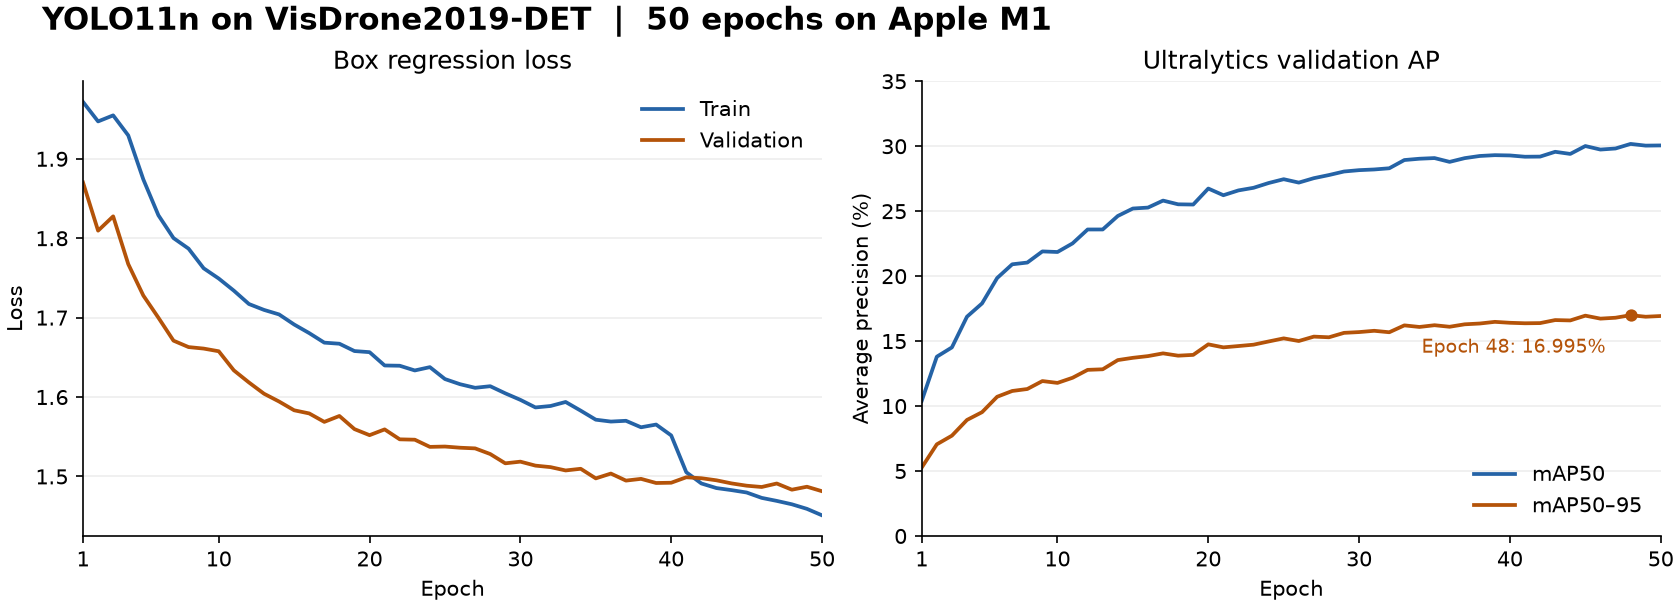 YOLO11n on VisDrone2019-DET | 50 epochs on Apple M1
Box regression loss
Train
Validation
1.9
1.8
1.7
1.6
1.5
Loss
1 10 20 30 40 50
Epoch
Ultralytics validation AP
35
30
25
20
15
10
5
0
Average precision (%)
Epoch 48: 16.995%
mAP50
mAP50–95
1 10 20 30 40 50
Epoch